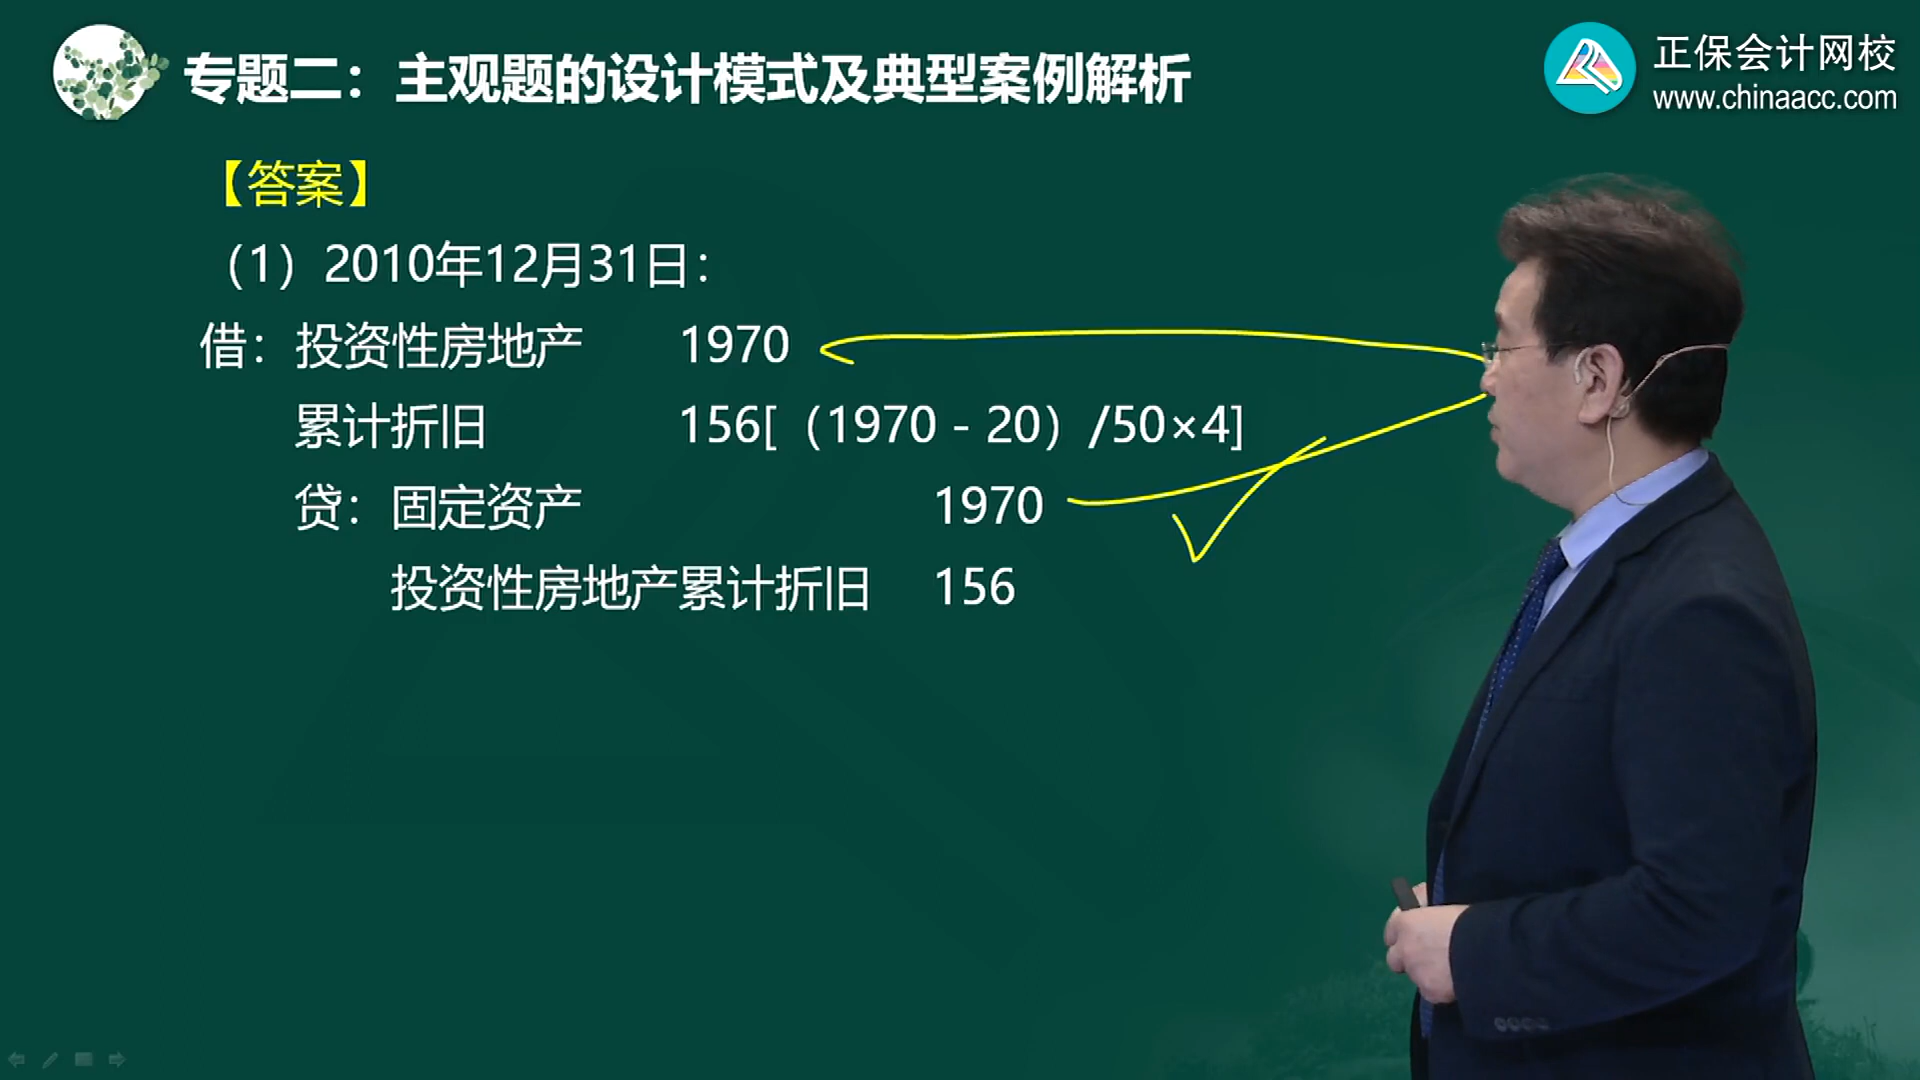 专题二：主观题的设计模式及典型案例解析
正保会计网校
www.chinaacc.com
【答案】
（1）2010年12月31日：
借：投资性房地产 1970
累计折旧 156[（1970 - 20）/50×4]
贷：固定资产 1970
投资性房地产累计折旧 156